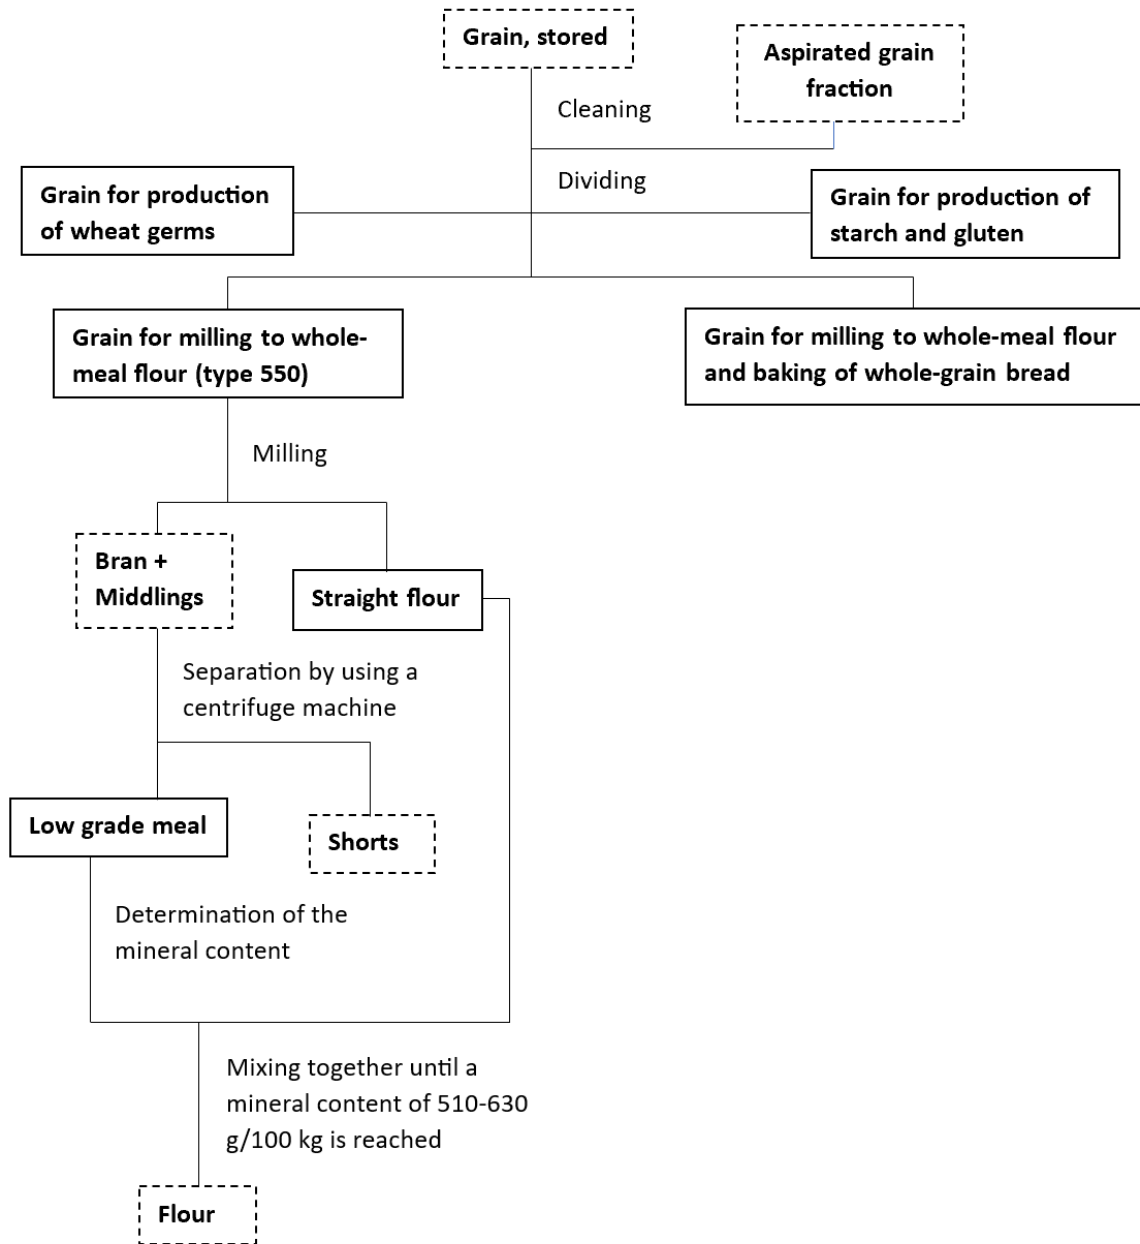 Grain, stored
Aspirated grain
fraction
Cleaning
Dividing
Grain for production
of wheat germs
Grain for production of
starch and gluten
Grain for milling to whole-
meal flour (type 550)
Grain for milling to whole-meal flour
and baking of whole-grain bread
Milling
Bran +
Middlings
Straight flour
Separation by using a
centrifuge machine
Low grade meal
Shorts
Determination of the
mineral content
Mixing together until a
mineral content of 510-630
g/100 kg is reached
Flour